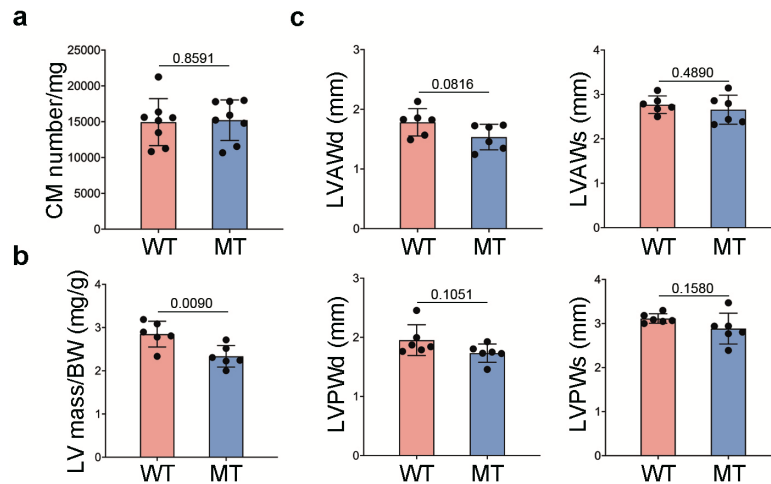 a
CM number/mg
25000
20000
15000
10000
5000
0
0.8591
WT MT
b
LV mass/BW (mg/g)
4
3
2
1
0
0.0090
WT MT
c
LVAWd (mm)
3
2
1
0
0.0816
WT MT
LVAWs (mm)
4
3
2
1
0
0.4890
WT MT
LVPWd (mm)
3
2
1
0
0.1051
WT MT
LVPWs (mm)
4
3
2
1
0
0.1580
WT MT